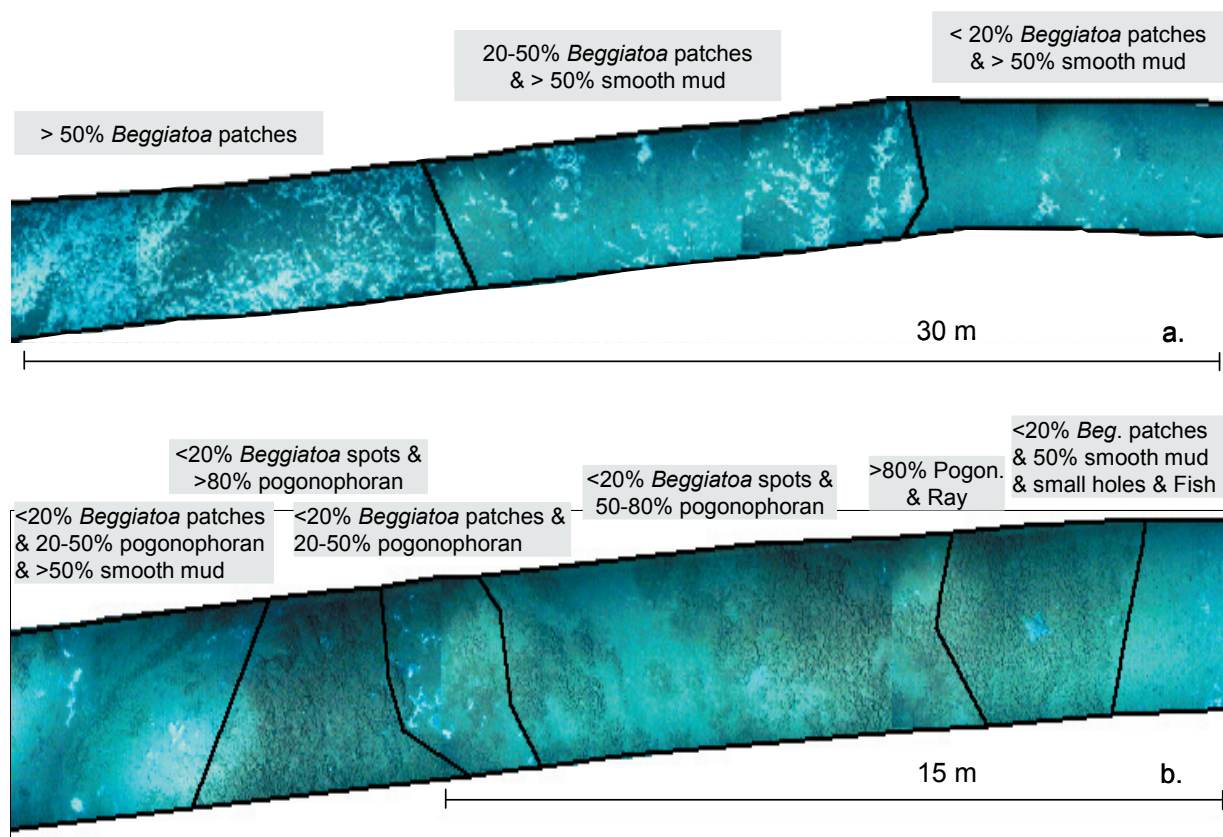 > 50% Beggiatoa patches
20-50% Beggiatoa patches
& > 50% smooth mud
< 20% Beggiatoa patches
& > 50% smooth mud
30 m
a.
<20% Beggiatoa patches
& 20-50% pogonophoran
& >50% smooth mud
<20% Beggiatoa spots &
>80% pogonophoran
<20% Beggiatoa patches &
20-50% pogonophoran
<20% Beggiatoa spots &
50-80% pogonophoran
>80% Pogon.
& Ray
<20% Beg. patches
& 50% smooth mud
& small holes & Fish
15 m
b.